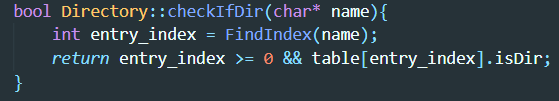 bool Directory::checkIfDir(char* name){
    int entry_index = FindIndex(name);
    return entry_index >= 0 && table[entry_index].isDir;
}